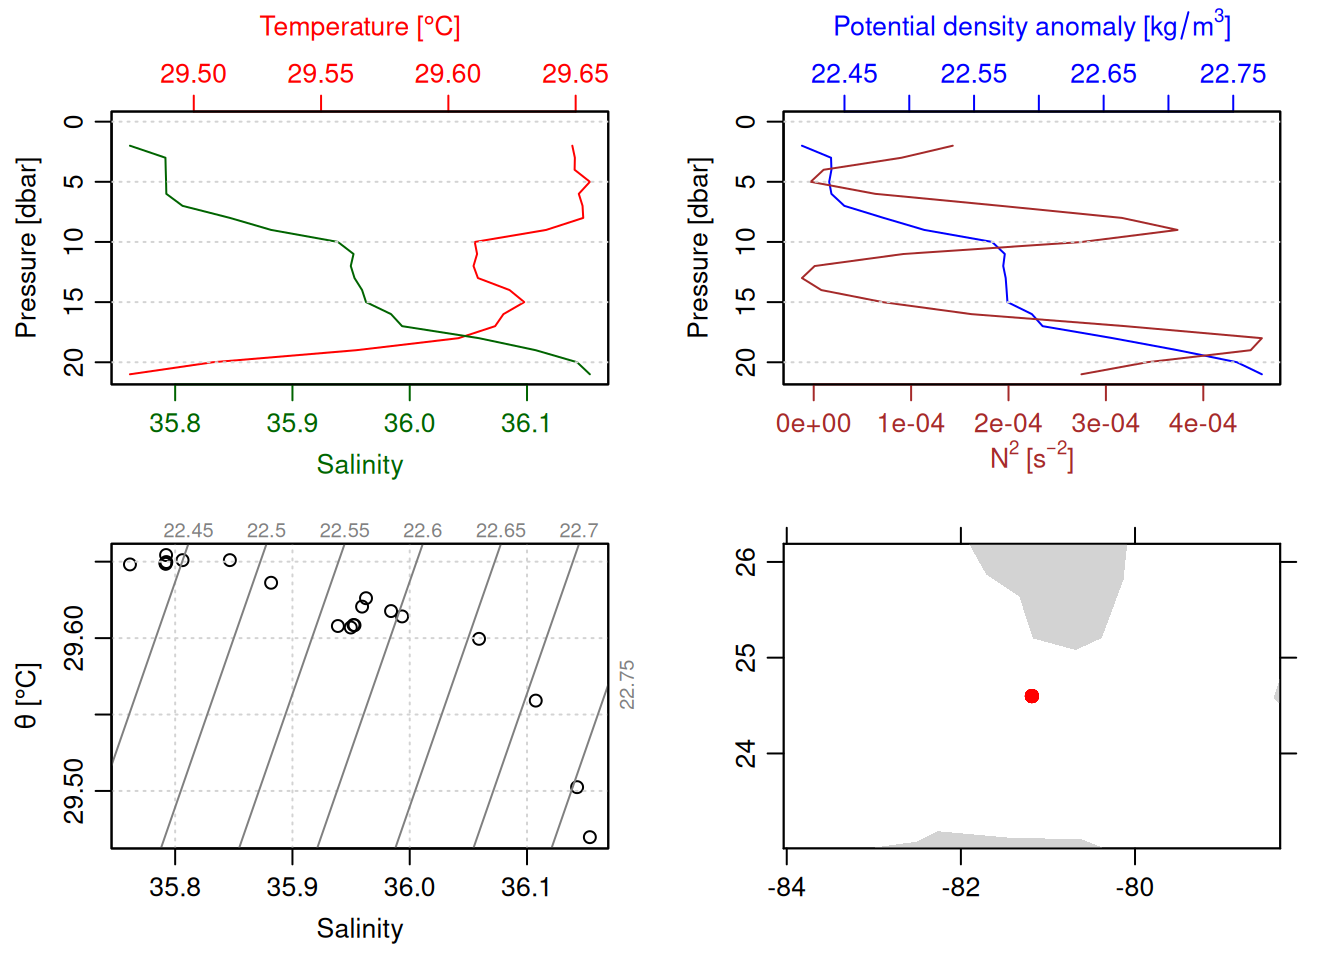 Temperature [°C]
29.50 29.55 29.60 29.65
Pressure [dbar]
0
5
10
15
20
35.8 35.9 36.0 36.1
Salinity
Potential density anomaly [kg/m³]
22.45 22.55 22.65 22.75
Pressure [dbar]
0
5
10
15
20
0e+00 1e-04 2e-04 3e-04 4e-04
N² [s⁻²]
22.45 22.5 22.55 22.6 22.65 22.7
22.75
θ [°C]
29.60
29.50
35.8 35.9 36.0 36.1
Salinity
26
25
24
-84 -82 -80